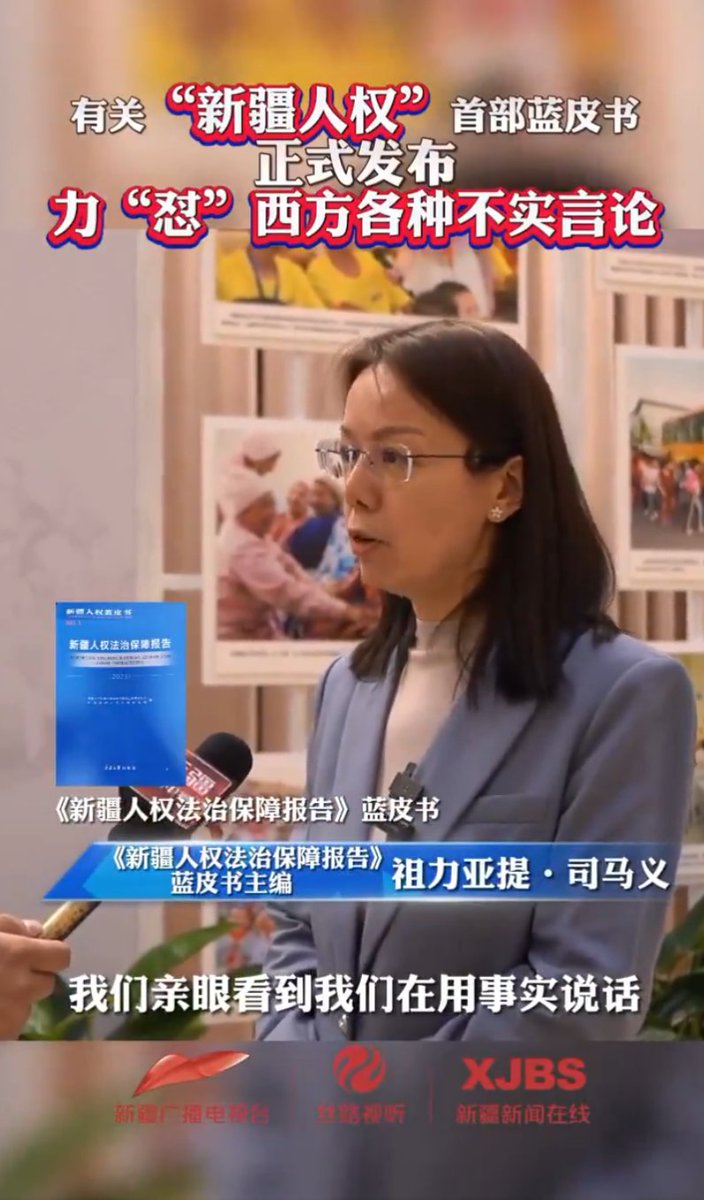 有关“新疆人权”首部蓝皮书
正式发布
力“怼”西方各种不实言论
新疆人权蓝皮书
新疆人权法治保障报告
《新疆人权法治保障报告》蓝皮书
《新疆人权法治保障报告》
蓝皮书主编
祖力亚提·司马义
我们亲眼看到我们在用事实说话
新疆广播电视台
丝路视听
XJBS
新疆新闻在线